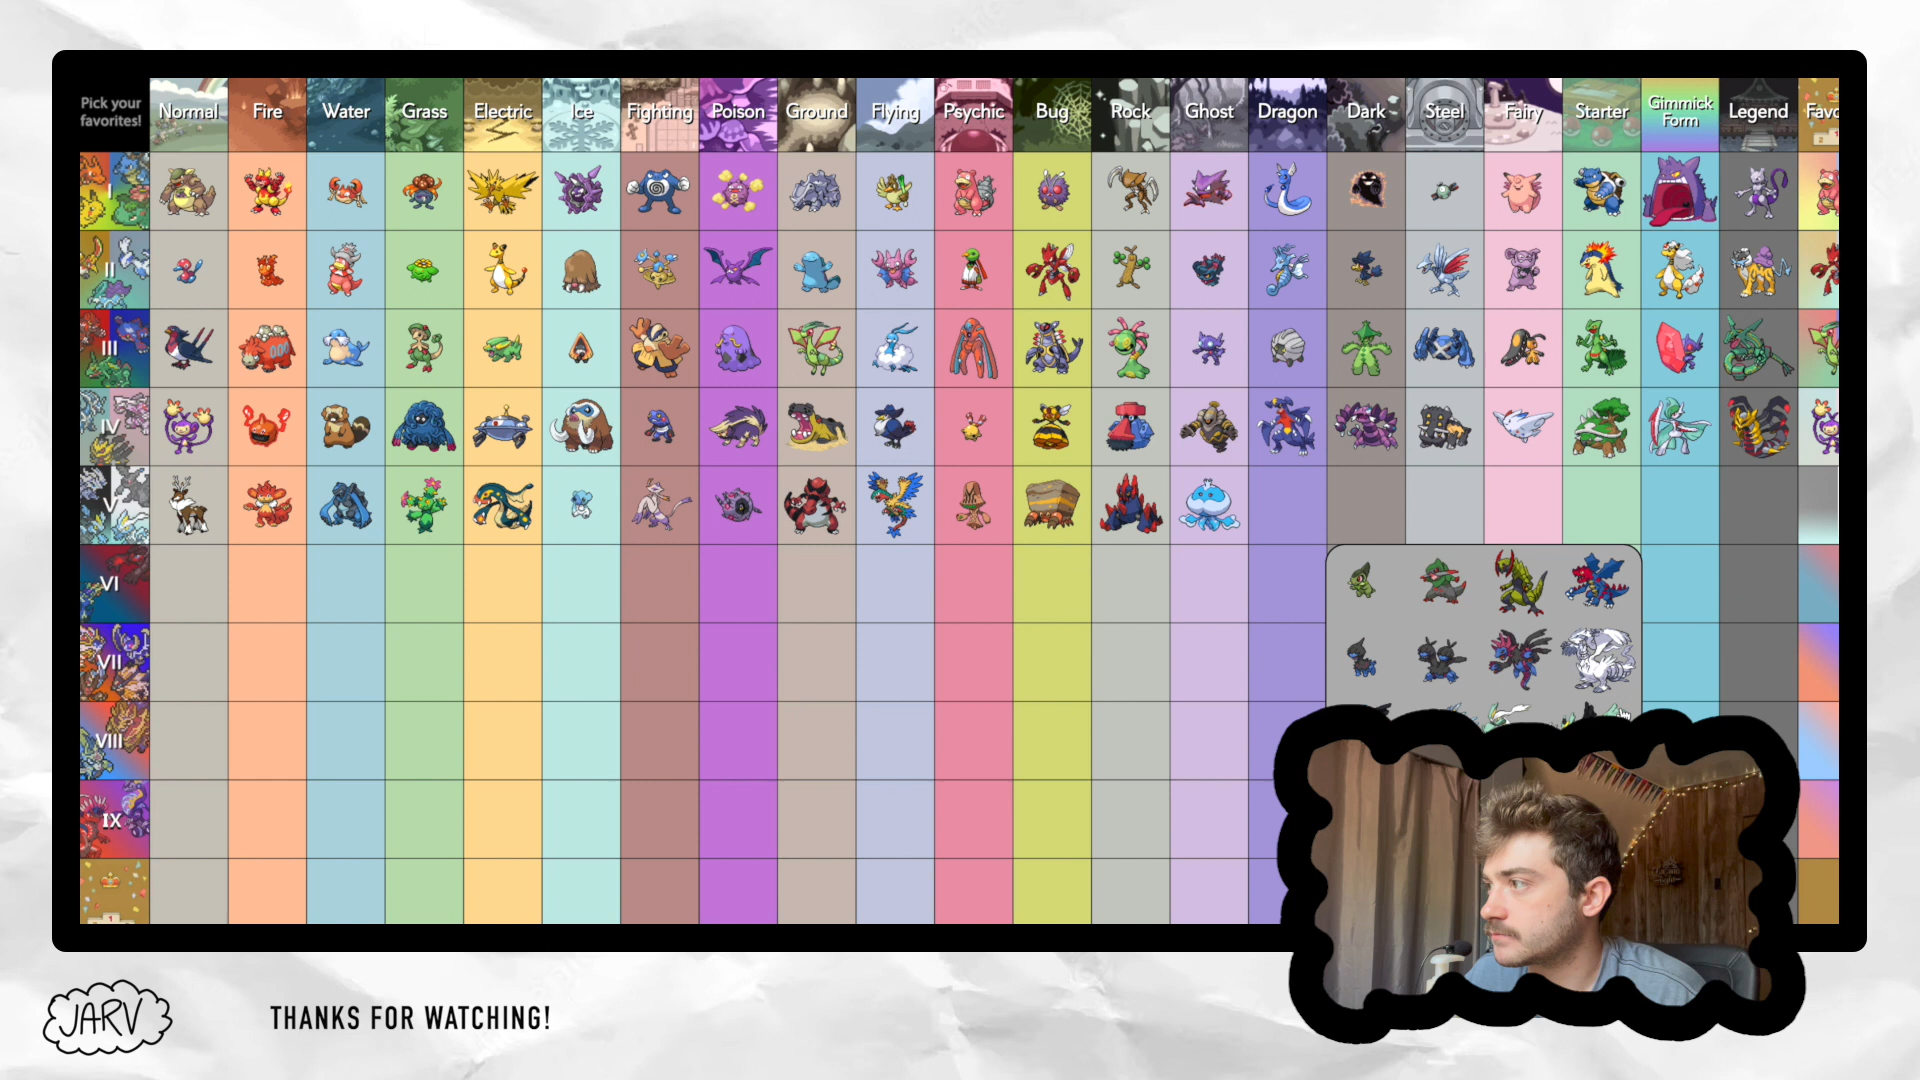 Pick your
favorites!
Normal
Fire
Water
Grass
Electric
Ice
Fighting
Poison
Ground
Flying
Psychic
Bug
Rock
Ghost
Dragon
Dark
Steel
Fairy
Starter
Gimmick
Form
Legend
Favo
I
II
III
IV
V
VI
VII
VIII
IX
JARV
THANKS FOR WATCHING!